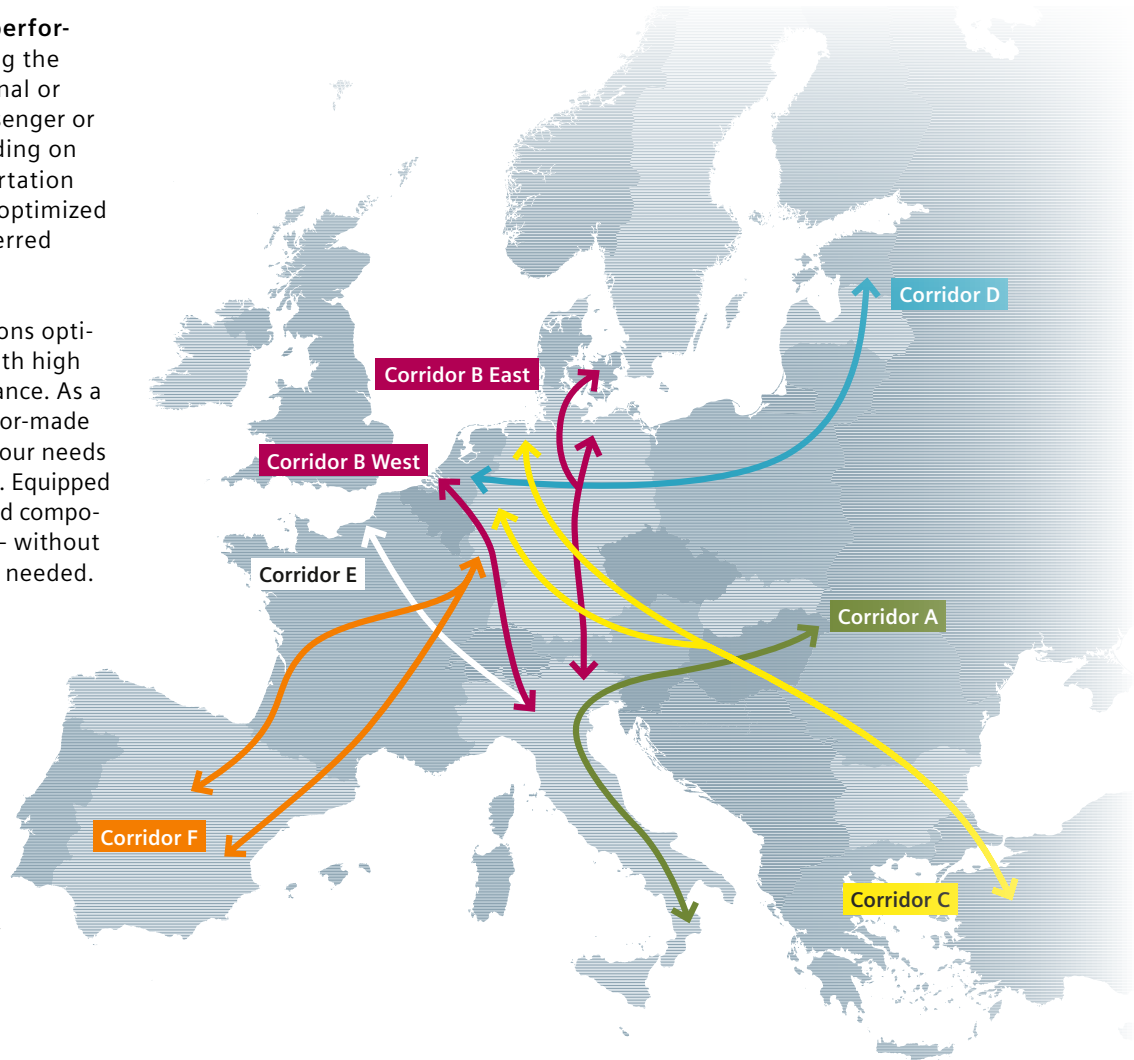 perfor-
g the
nal or
senger or
ding on
rtation
optimized
erred
ons opti-
th high
ance. As a
or-made
our needs
. Equipped
d compo-
– without
needed.
Corridor D
Corridor B East
Corridor B West
Corridor E
Corridor A
Corridor F
Corridor C